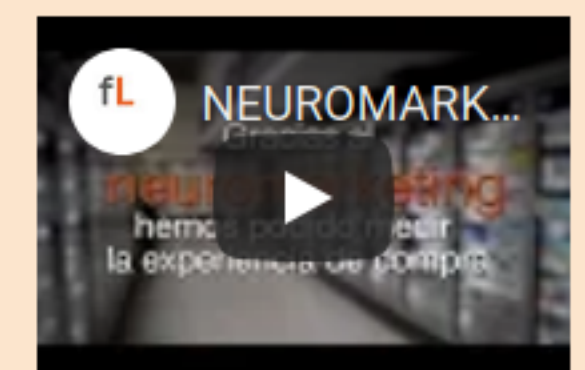 fL
NEUROMARK...
Gracias al
neuromarketing
hemos podido medir
la experiencia de compra